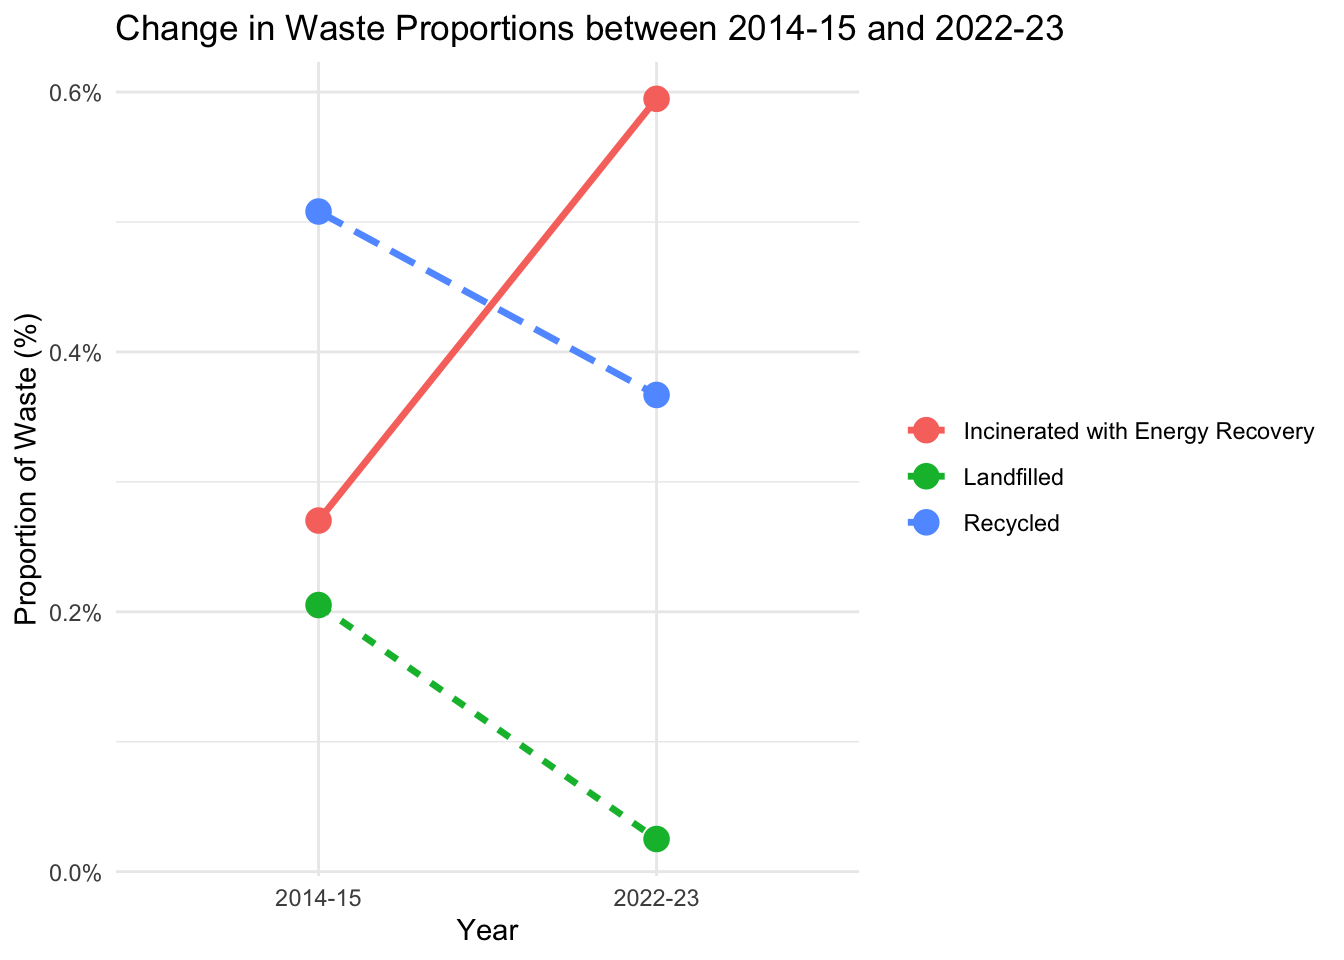 Change in Waste Proportions between 2014-15 and 2022-23
0.6%
0.4%
0.2%
0.0%
Proportion of Waste (%)
2014-15
2022-23
Year
Incinerated with Energy Recovery
Landfilled
Recycled